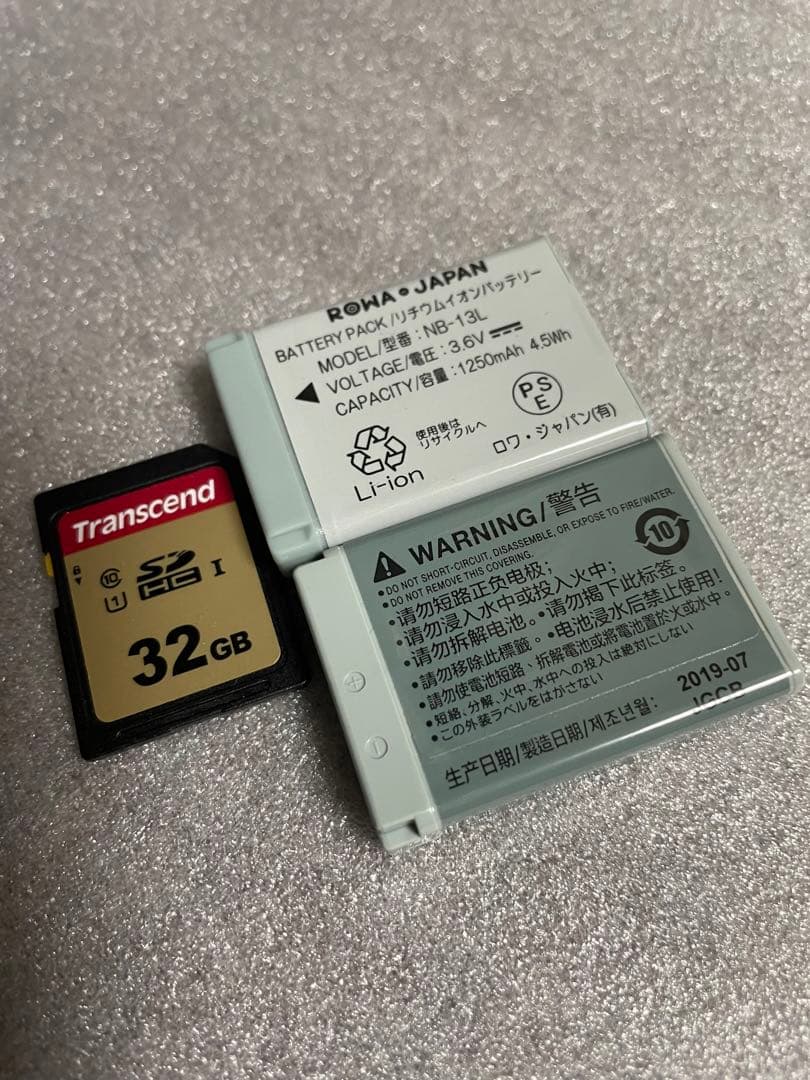 ROWA JAPAN
BATTERY PACK/リチウムイオンバッテリー
MODEL/型番:NB-13L
VOLTAGE/電圧:3.6V
CAPACITY/容量:1250mAh 4.5Wh
PSE
使用後は
リサイクルへ
Li-ion
ロワ・ジャパン(有)
Transcend
10
SD
HC I
U1
32GB
WARNING/警告
10
●DO NOT SHORT-CIRCUIT, DISASSEMBLE, OR EXPOSE TO FIRE/WATER.
●DO NOT REMOVE THIS COVERING.
●请勿短路正负电极;
●请勿浸入水中或投入火中;
●请勿拆解电池。●请勿揭下此标签。
●請勿移除此標籤。●电池浸水后禁止使用!
●請勿使電池短路、拆解電池或將電池置於火或水中。
●短絡、分解、火中、水中への投入は絶対にしない
●この外装ラベルをはがさない
2019-07
生产日期/製造日期/제조년월: